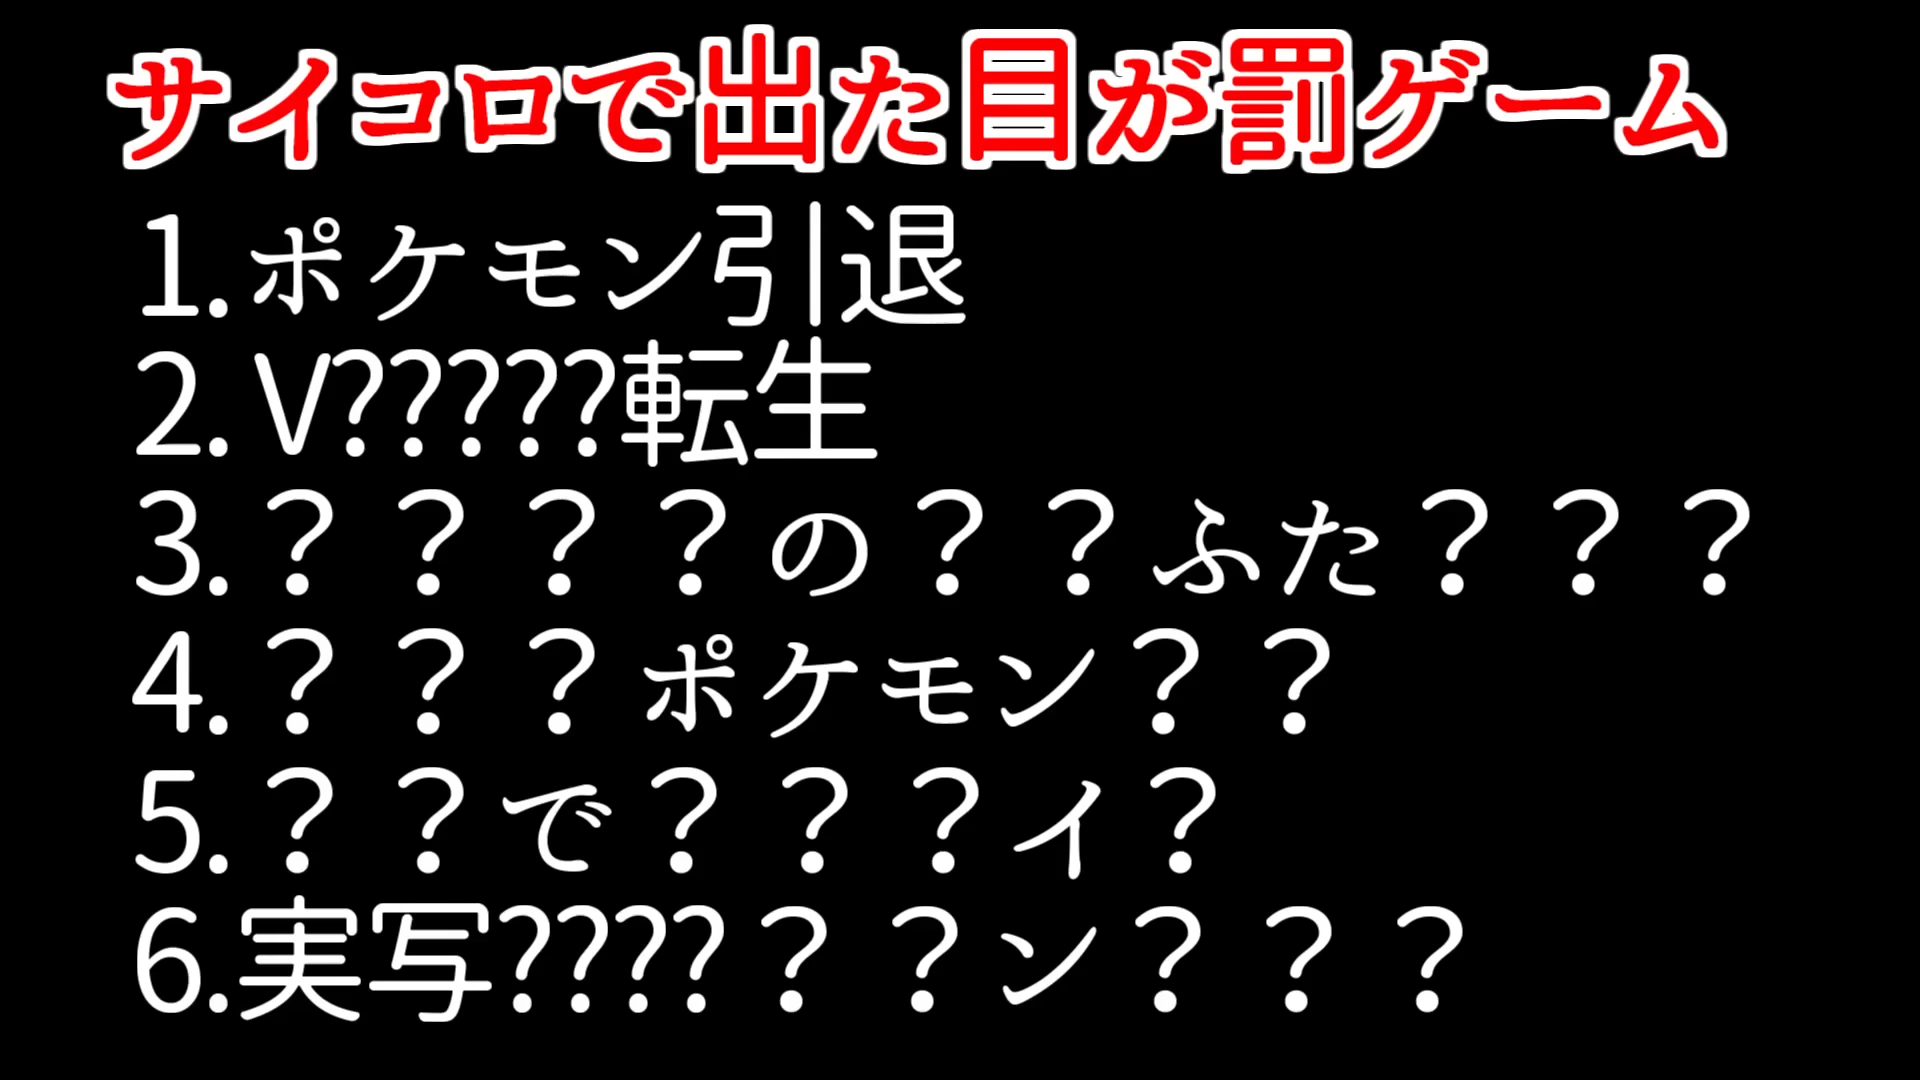 サイコロで出た目が罰ゲーム
1.ポケモン引退
2. V?????転生
3.？？？？の？？ふた？？？
4.？？？ポケモン？？
5.？？で？？？イ？
6.実写????？？ン？？？